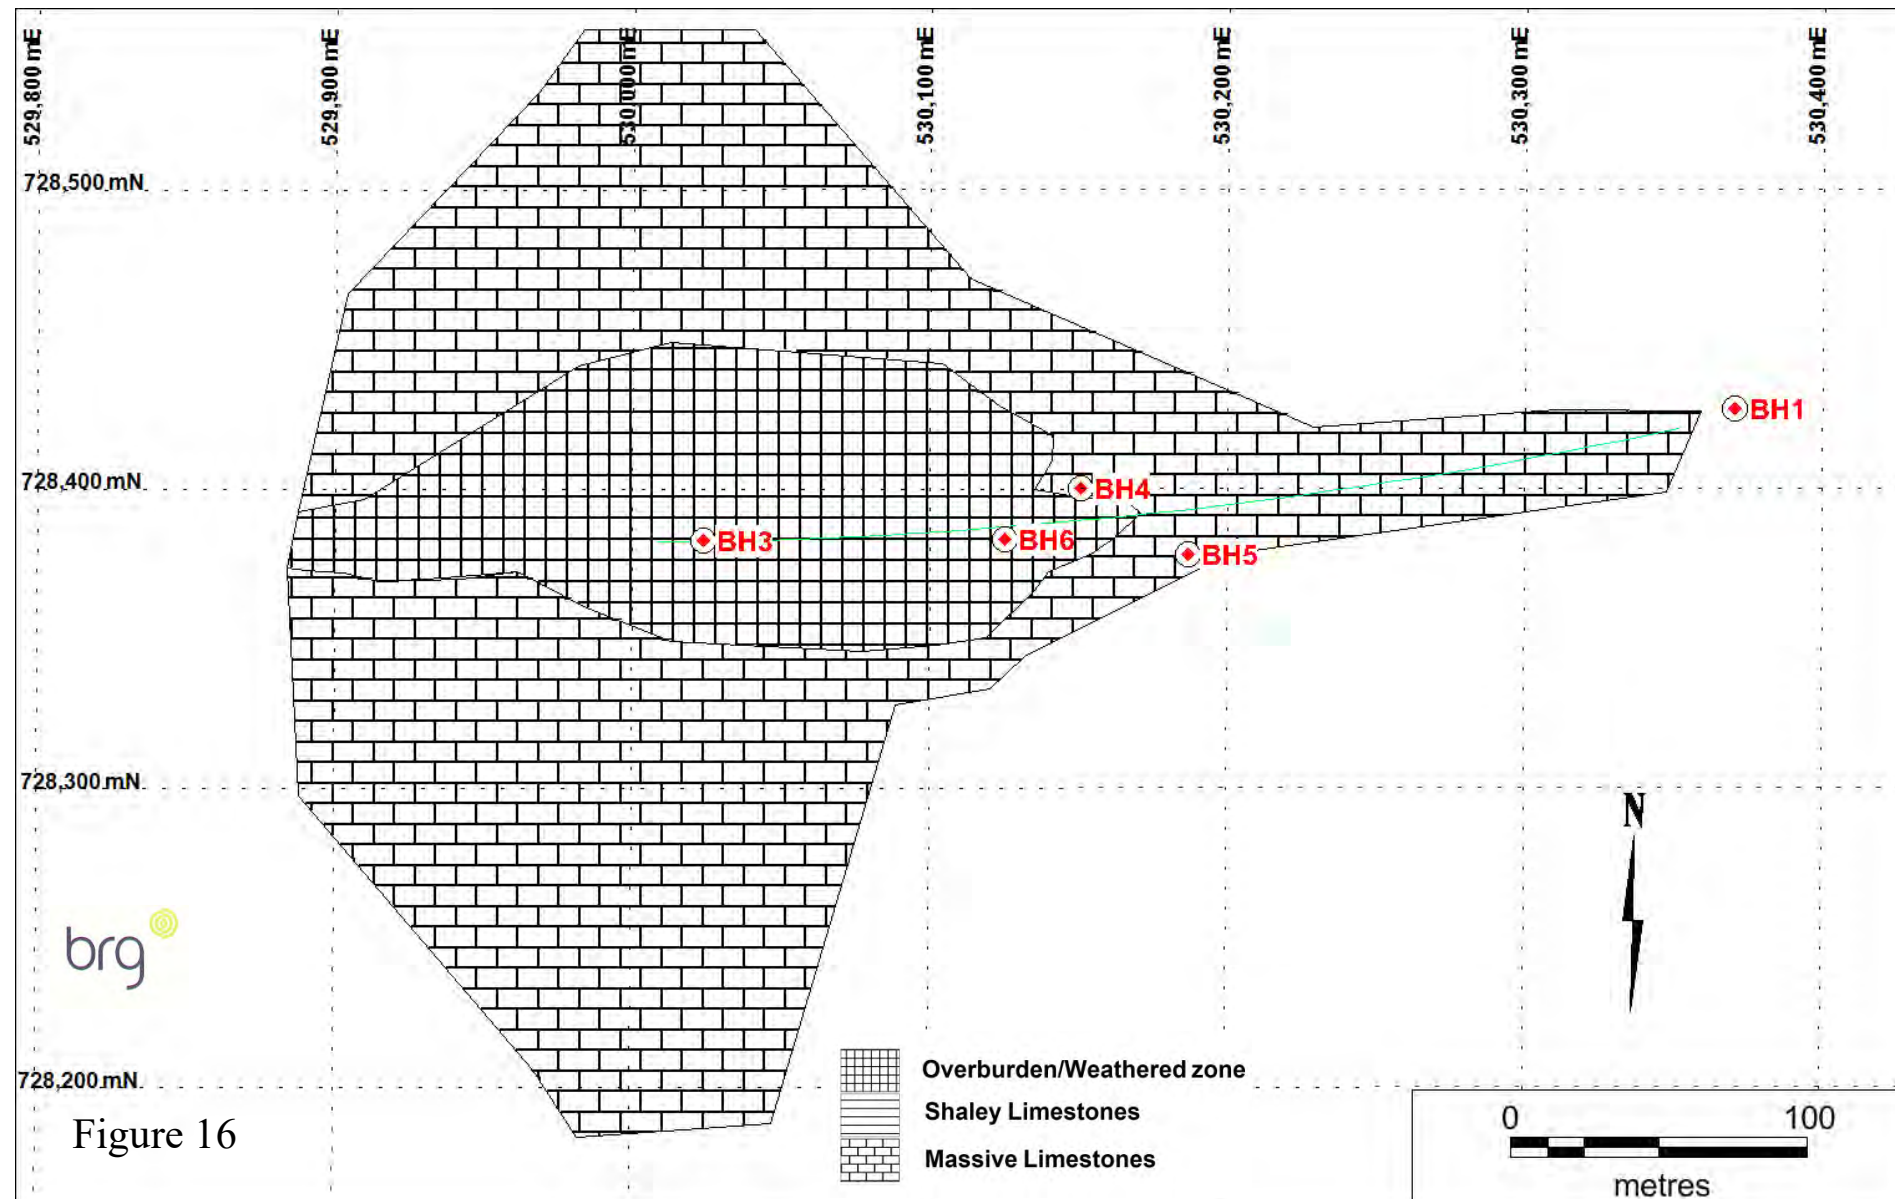 529,800 mE
529,900 mE
530,000 mE
530,100 mE
530,200 mE
530,300 mE
530,400 mE
728,500 mN
728,400 mN
728,300 mN
728,200 mN
BH1
BH4
BH3
BH6
BH5
N
brg
Overburden/Weathered zone
Shaley Limestones
Massive Limestones
Figure 16
0 100
metres